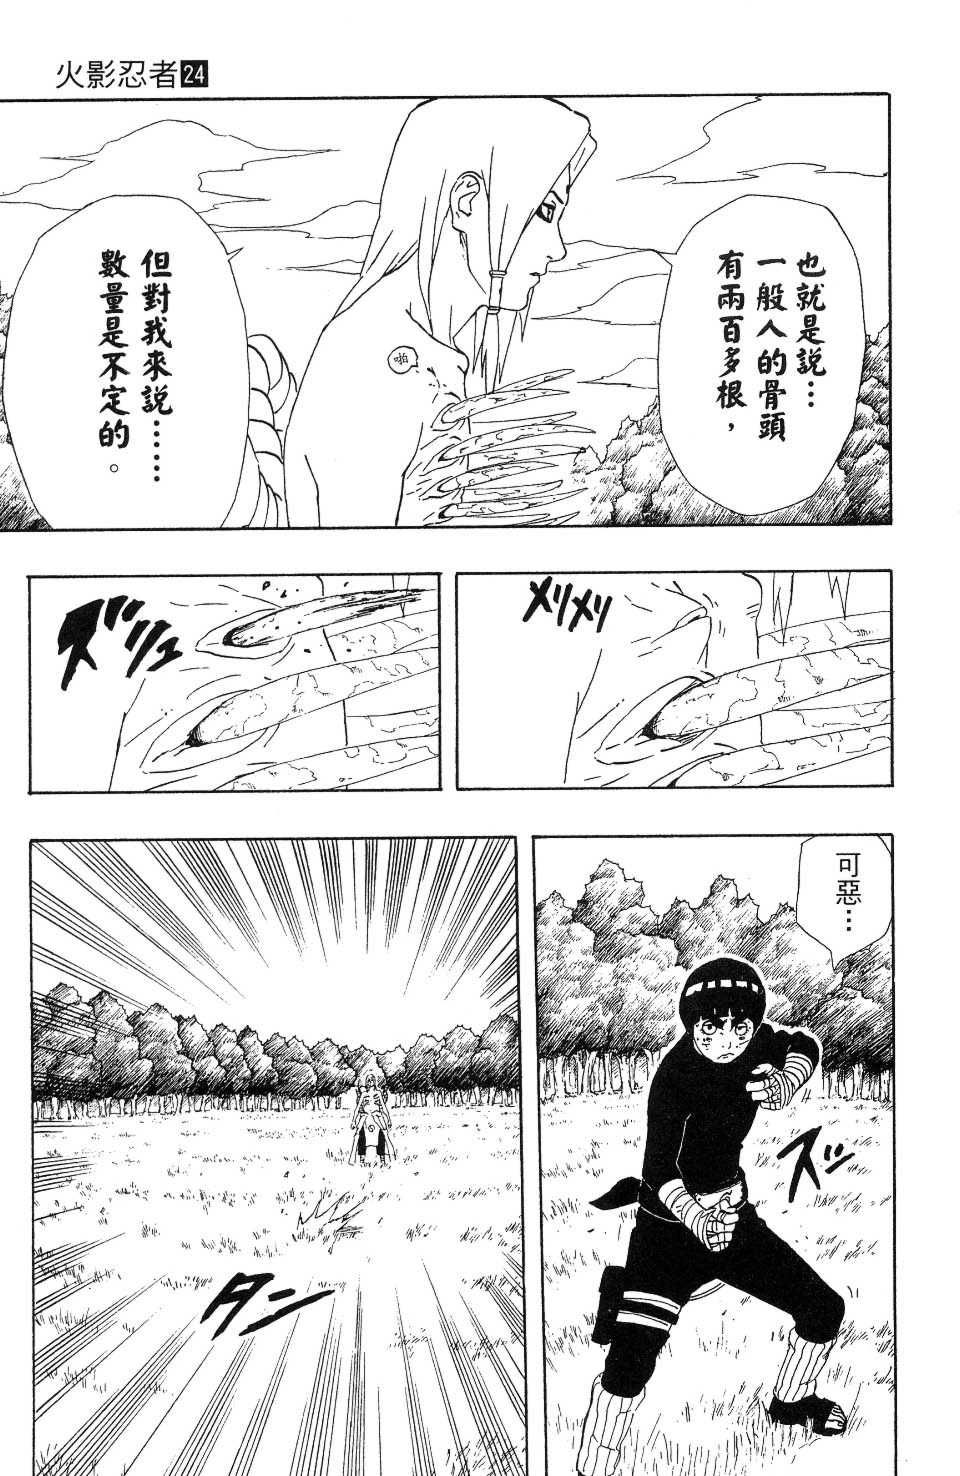 火影忍者24
也就是說…
一般人的骨頭
有兩百多根，
啪
但對我來說……
數量是不定的。
メリメリ
ズリュ
可惡…
ズッ
タン